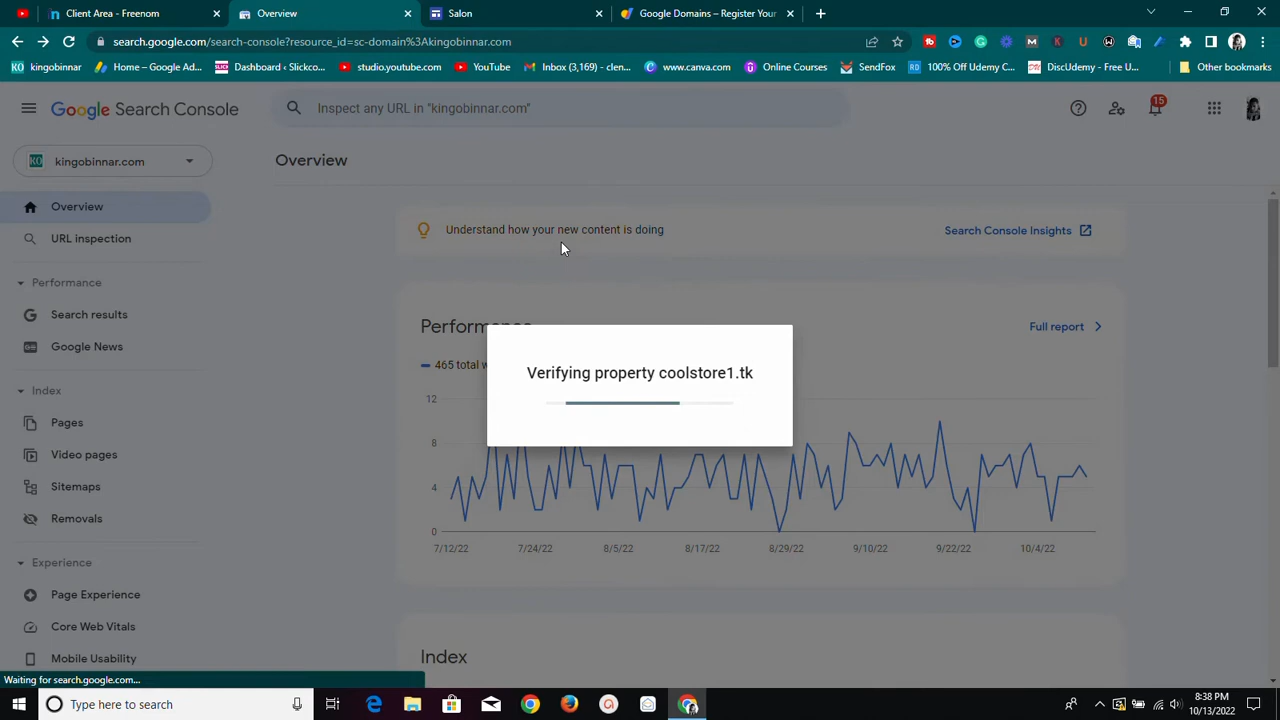 Client Area - Freenom
Overview
Salon
Google Domains – Register Your
search.google.com/search-console?resource_id=sc-domain%3Akingobinnar.com
kingobinnar.com
Home – Google Ad...
Dashboard ‹ Slickco...
studio.youtube.com
YouTube
Inbox (3,169) - clen...
www.canva.com
Online Courses
SendFox
100% Off Udemy C...
DiscUdemy - Free U...
Other bookmarks
Google Search Console
Inspect any URL in "kingobinnar.com"
15
kingobinnar.com
Overview
Overview
URL inspection
Understand how your new content is doing
Search Console Insights
Performance
Search results
Google News
Performance
Full report
465 total w
Verifying property coolstore1.tk
Index
Pages
Video pages
Sitemaps
Removals
12
8
4
0
7/12/22 7/24/22 8/5/22 8/17/22 8/29/22 9/10/22 9/22/22 10/4/22
Experience
Page Experience
Core Web Vitals
Mobile Usability
Index
Waiting for search.google.com...
Type here to search
8:38 PM
10/13/2022